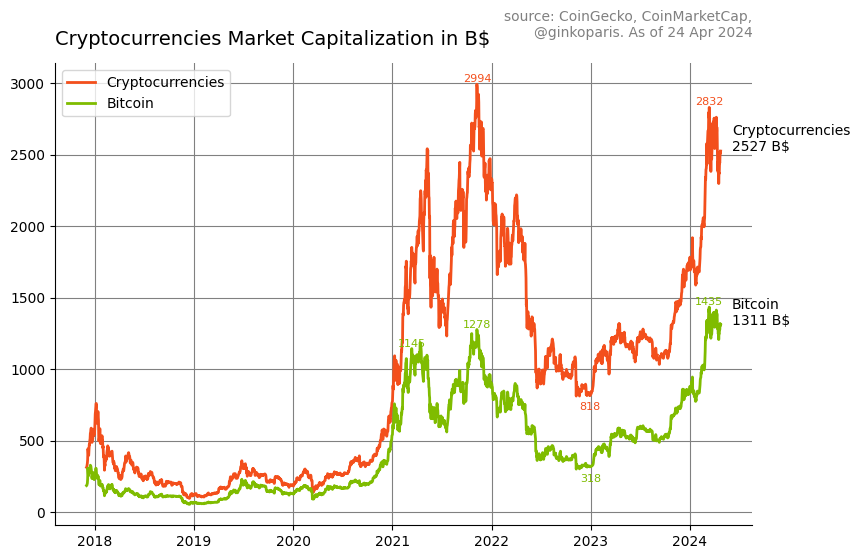 source: CoinGecko, CoinMarketCap,
@ginkoparis. As of 24 Apr 2024
Cryptocurrencies Market Capitalization in B$
Cryptocurrencies
Bitcoin
3000
2500
2000
1500
1000
500
0
2994
2832
Cryptocurrencies
2527 B$
1435
Bitcoin
1311 B$
1145
1278
818
318
2018
2019
2020
2021
2022
2023
2024